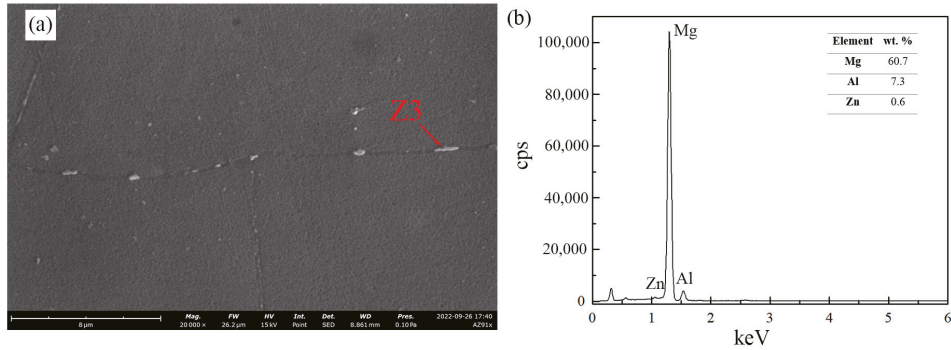 (a)
Z3
8 µm
Mag. FW HV Int. Det. WD Pres. 2022-09-26 17:40
20 000 × 26.2 µm 15 kV Point SED 8.861 mm 0.10 Pa AZ91x
(b)
Mg
Zn
Al
Element wt. %
Mg 60.7
Al 7.3
Zn 0.6
100,000
80,000
60,000
40,000
20,000
0
cps
0 1 2 3 4 5 6
keV